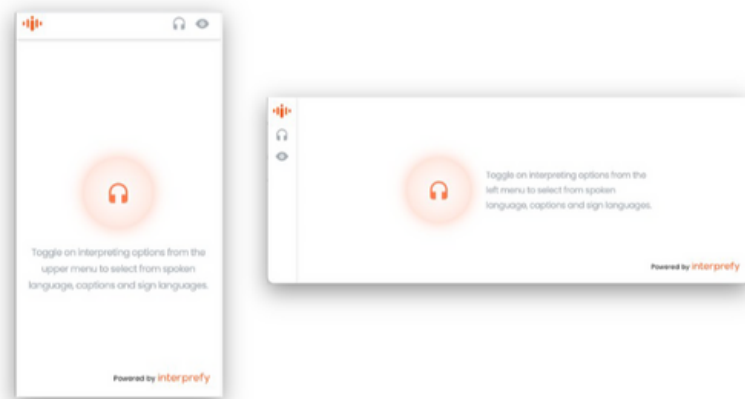 Toggle on interpreting options from the
upper menu to select from spoken
language, captions and sign languages.
Powered by interprefy
Toggle on interpreting options from the
left menu to select from spoken
language, captions and sign languages.
Powered by interprefy